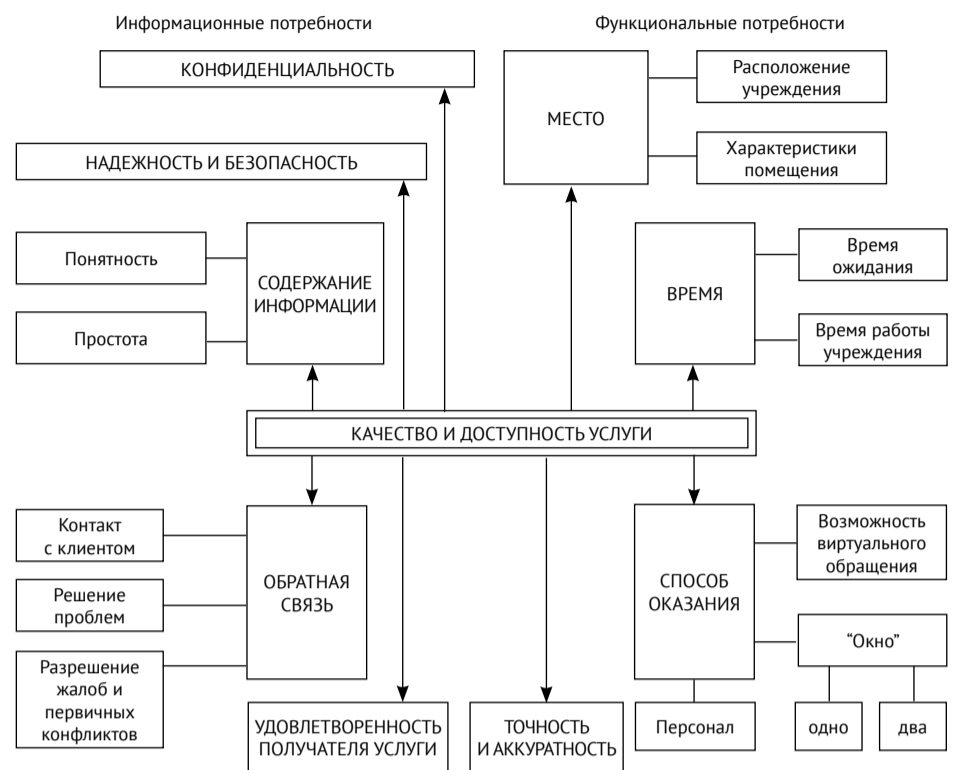 Информационные потребности
Функциональные потребности
КОНФИДЕНЦИАЛЬНОСТЬ
МЕСТО
Расположение
учреждения
Характеристики
помещения
НАДЕЖНОСТЬ И БЕЗОПАСНОСТЬ
Понятность
Простота
СОДЕРЖАНИЕ
ИНФОРМАЦИИ
ВРЕМЯ
Время
ожидания
Время работы
учреждения
КАЧЕСТВО И ДОСТУПНОСТЬ УСЛУГИ
Контакт
с клиентом
Решение
проблем
Разрешение
жалоб и
первичных
конфликтов
ОБРАТНАЯ
СВЯЗЬ
СПОСОБ
ОКАЗАНИЯ
Возможность
виртуального
обращения
“Окно”
одно
два
Персонал
УДОВЛЕТВОРЕННОСТЬ
ПОЛУЧАТЕЛЯ УСЛУГИ
ТОЧНОСТЬ
И АККУРАТНОСТЬ